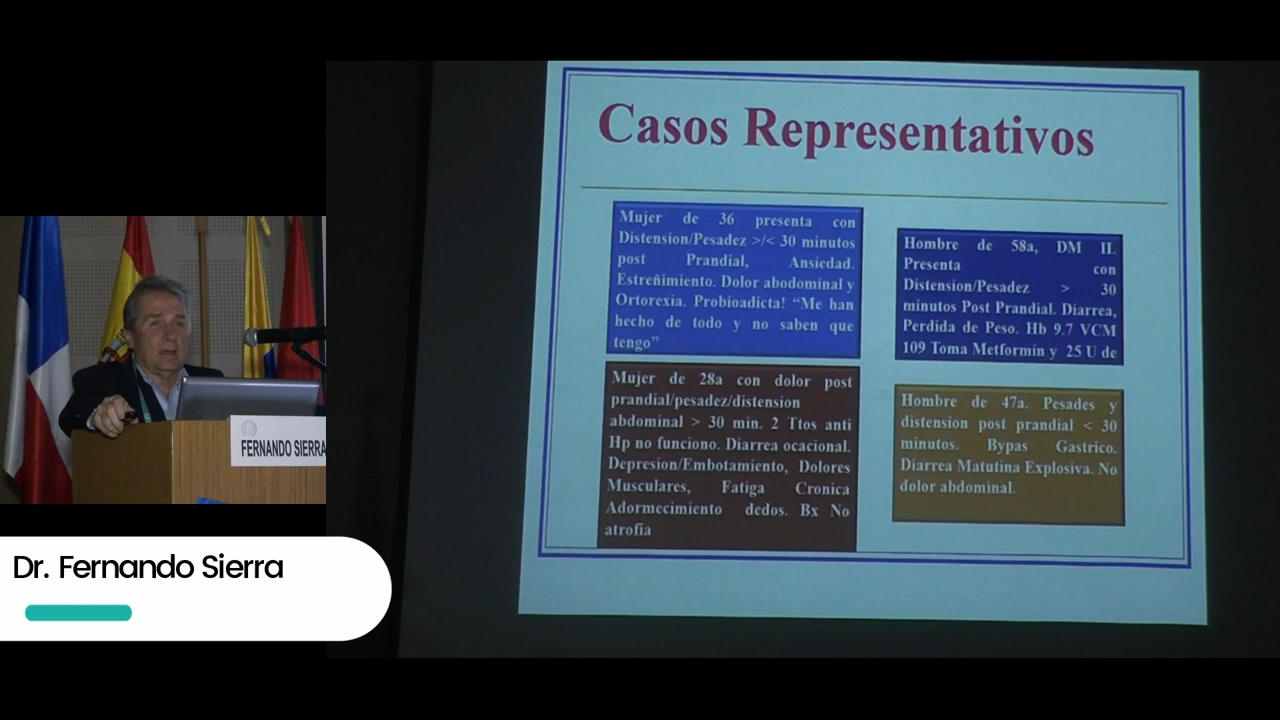 Casos Representativos
Mujer de 36 presenta con
Distension/Pesadez >/< 30 minutos
post Prandial, Ansiedad.
Estreñimiento. Dolor abodominal y
Ortorexia. Probioadicta! “Me han
hecho de todo y no saben que
tengo”
Hombre de 58a, DM II.
Presenta con
Distension/Pesadez > 30
minutos Post Prandial. Diarrea,
Perdida de Peso. Hb 9.7 VCM
109 Toma Metformin y 25 U de
Mujer de 28a con dolor post
prandial/pesadez/distension
abdominal > 30 min. 2 Ttos anti
Hp no funciono. Diarrea ocacional.
Depresion/Embotamiento, Dolores
Musculares, Fatiga Cronica
Adormecimiento dedos. Bx No
atrofia
Hombre de 47a. Pesades y
distension post prandial < 30
minutos. Bypas Gastrico.
Diarrea Matutina Explosiva. No
dolor abdominal.
FERNANDO SIERRA
Dr. Fernando Sierra